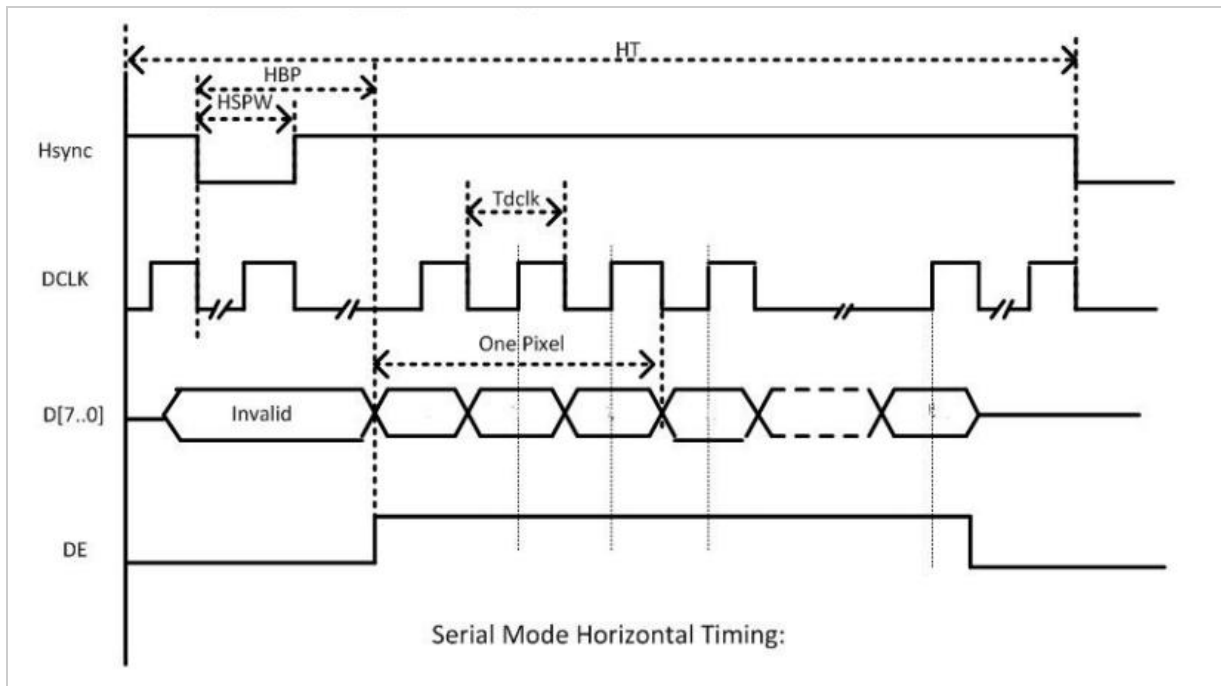 HT
HBP
HSPW
Hsync
Tdclk
DCLK
One Pixel
D[7..0]
Invalid
DE
Serial Mode Horizontal Timing: